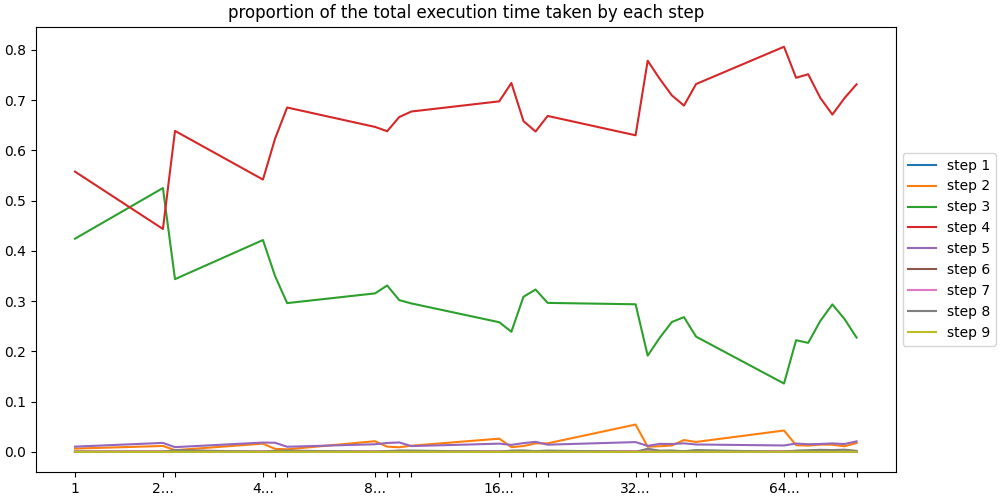 proportion of the total execution time taken by each step
0.8
0.7
0.6
0.5
0.4
0.3
0.2
0.1
0.0
1 2... 4... 8... 16... 32... 64...
step 1
step 2
step 3
step 4
step 5
step 6
step 7
step 8
step 9